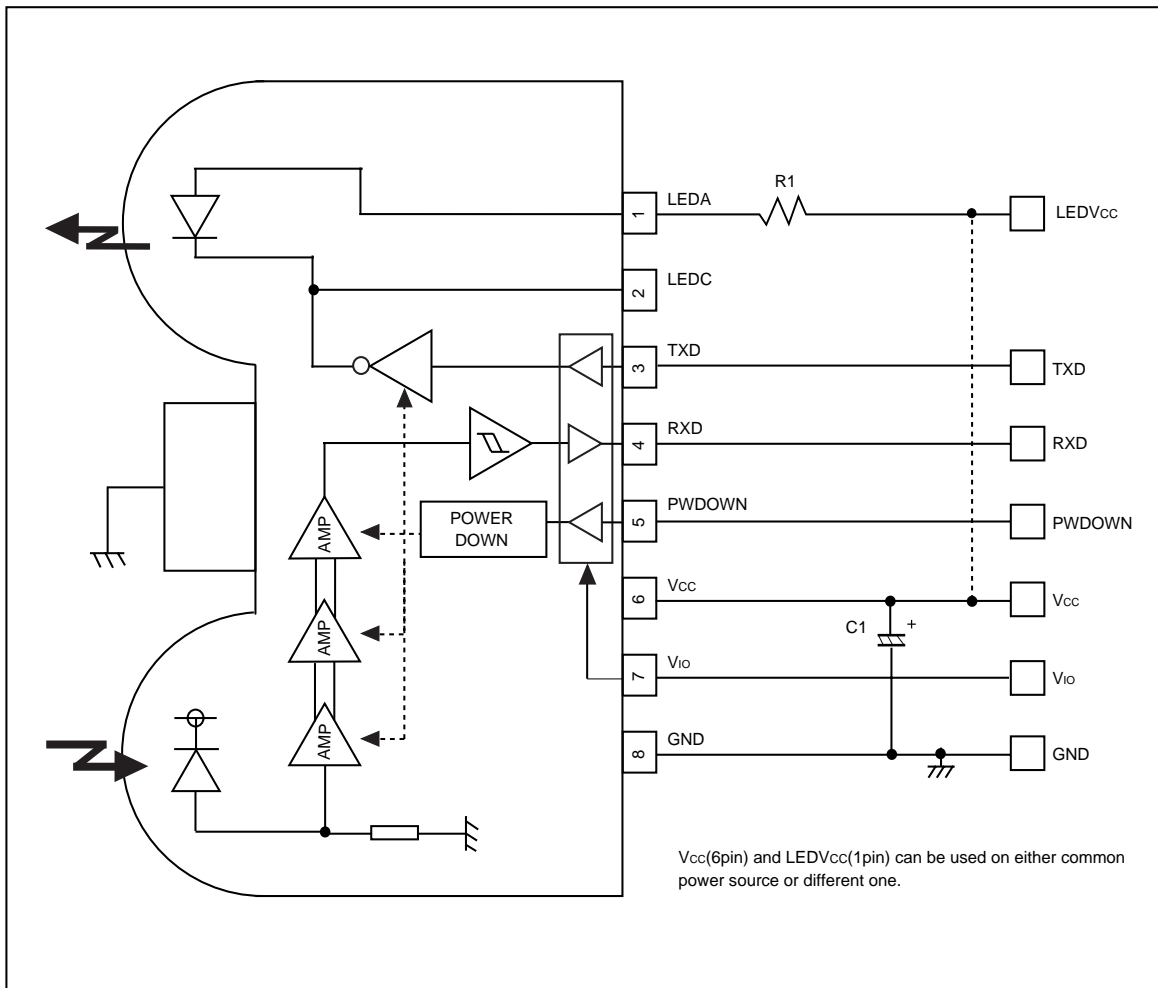 R1
LEDA
1
LEDVCC
LEDC
2
TXD
3
TXD
RXD
4
RXD
PWDOWN
5
PWDOWN
POWER
DOWN
AMP
AMP
AMP
VCC
6
VCC
C1
+
VIO
7
VIO
GND
8
GND
VCC(6pin) and LEDVCC(1pin) can be used on either common
power source or different one.